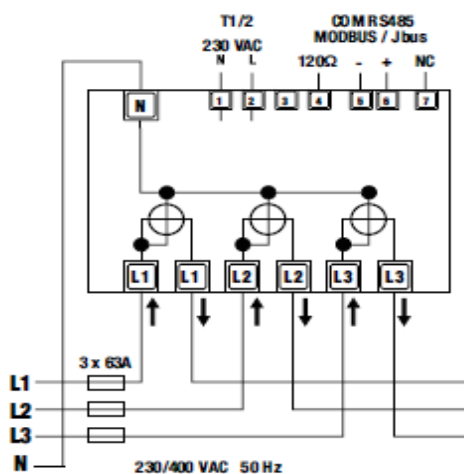 T1/2
COM RS485
MODBUS / Jbus
230 VAC
N L
120Ω - + NC
N 1 2 3 4 5 6 7
L1 L1 L2 L2 L3 L3
3 x 63A
L1
L2
L3
N
230/400 VAC 50 Hz